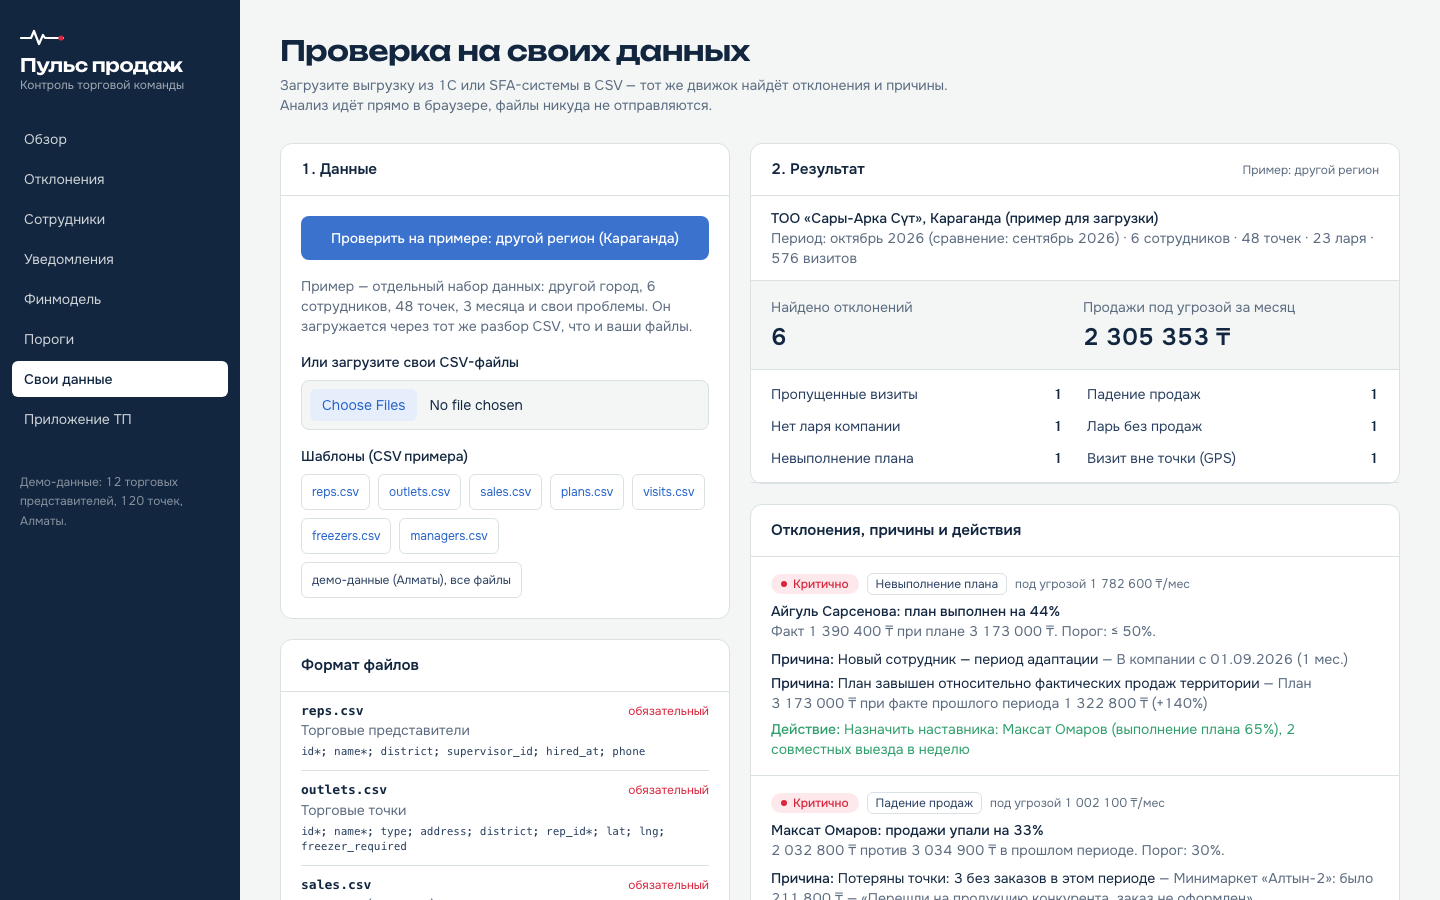 Пульс продаж
Контроль торговой команды
Обзор
Отклонения
Сотрудники
Уведомления
Финмодель
Пороги
Свои данные
Приложение ТП
Демо-данные: 12 торговых
представителей, 120 точек,
Алматы.
Проверка на своих данных
Загрузите выгрузку из 1С или SFA-системы в CSV — тот же движок найдёт отклонения и причины.
Анализ идёт прямо в браузере, файлы никуда не отправляются.
1. Данные
Проверить на примере: другой регион (Караганда)
Пример — отдельный набор данных: другой город, 6
сотрудников, 48 точек, 3 месяца и свои проблемы. Он
загружается через тот же разбор CSV, что и ваши файлы.
Или загрузите свои CSV-файлы
Choose Files No file chosen
Шаблоны (CSV примера)
reps.csv outlets.csv sales.csv plans.csv visits.csv
freezers.csv managers.csv
демо-данные (Алматы), все файлы
Формат файлов
reps.csv обязательный
Торговые представители
id*; name*; district; supervisor_id; hired_at; phone
outlets.csv обязательный
Торговые точки
id*; name*; type; address; district; rep_id*; lat; lng;
freezer_required
sales.csv обязательный
2. Результат Пример: другой регион
ТОО «Сары-Арка Сүт», Караганда (пример для загрузки)
Период: октябрь 2026 (сравнение: сентябрь 2026) · 6 сотрудников · 48 точек · 23 ларя ·
576 визитов
Найдено отклонений Продажи под угрозой за месяц
6 2 305 353 ₸
Пропущенные визиты 1 Падение продаж 1
Нет ларя компании 1 Ларь без продаж 1
Невыполнение плана 1 Визит вне точки (GPS) 1
Отклонения, причины и действия
Критично Невыполнение плана под угрозой 1 782 600 ₸/мес
Айгуль Сарсенова: план выполнен на 44%
Факт 1 390 400 ₸ при плане 3 173 000 ₸. Порог: ≤ 50%.
Причина: Новый сотрудник — период адаптации — В компании с 01.09.2026 (1 мес.)
Причина: План завышен относительно фактических продаж территории — План
3 173 000 ₸ при факте прошлого периода 1 322 800 ₸ (+140%)
Действие: Назначить наставника: Максат Омаров (выполнение плана 65%), 2
совместных выезда в неделю
Критично Падение продаж под угрозой 1 002 100 ₸/мес
Максат Омаров: продажи упали на 33%
2 032 800 ₸ против 3 034 900 ₸ в прошлом периоде. Порог: 30%.
Причина: Потеряны точки: 3 без заказов в этом периоде — Минимаркет «Алтын-2»: было
211 800 ₸ — «Перешли на продукцию конкурента, заказ не оформлен»